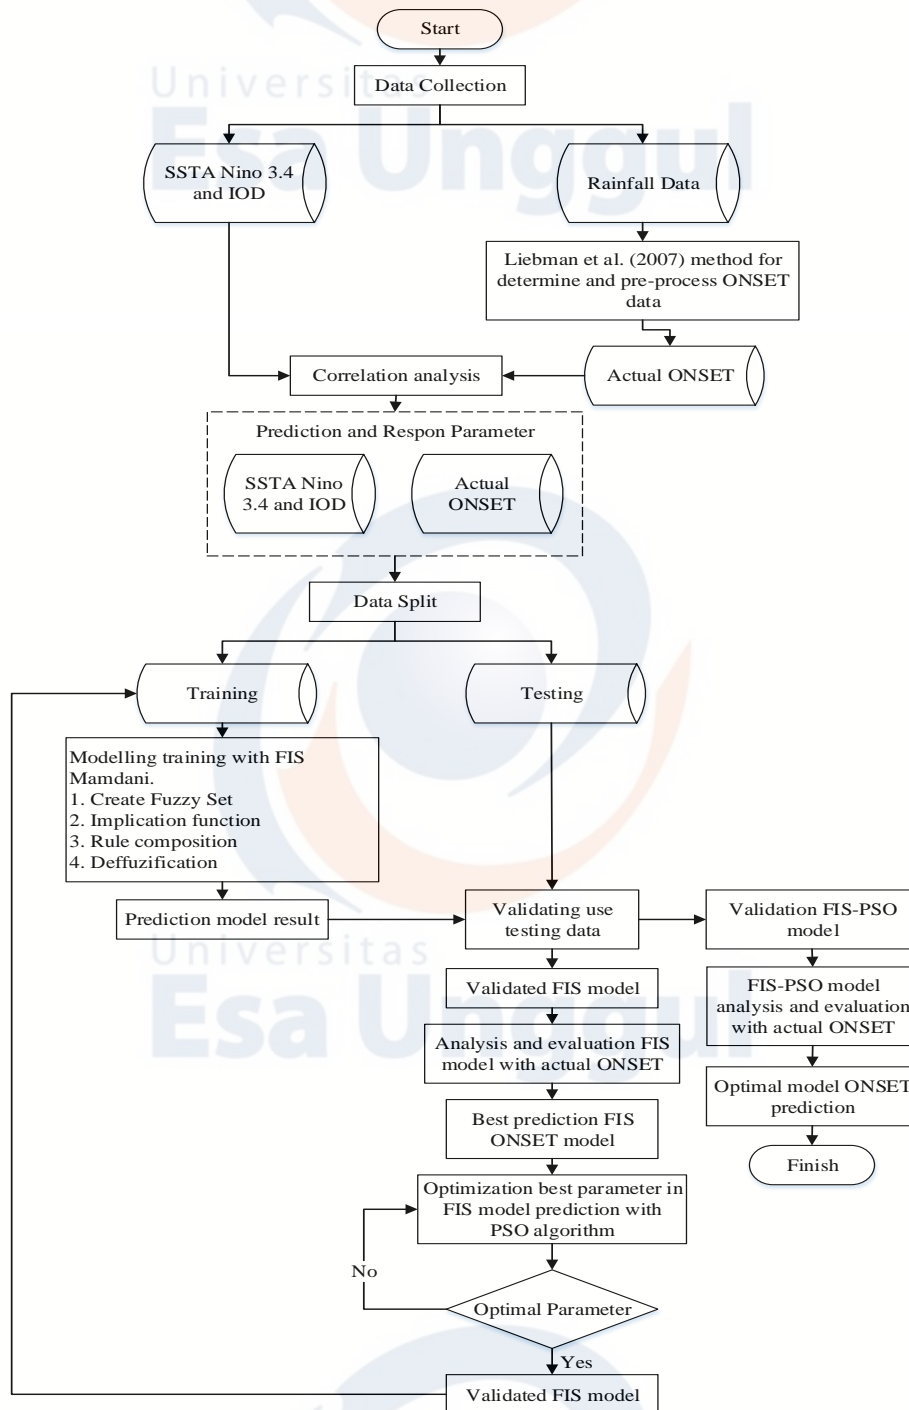 Start
Universitas
Esa Unggul
Data Collection
SSTA Nino 3.4
and IOD
Rainfall Data
Liebman et al. (2007) method for
determine and pre-process ONSET
data
Correlation analysis
Actual ONSET
Prediction and Respon Parameter
SSTA Nino
3.4 and IOD
Actual
ONSET
Data Split
Training
Testing
Modelling training with FIS
Mamdani.
1. Create Fuzzy Set
2. Implication function
3. Rule composition
4. Deffuzification
Prediction model result
Validating use
testing data
Validation FIS-PSO
model
Universitas
Esa Unggul
Validated FIS model
FIS-PSO model
analysis and evaluation
with actual ONSET
Analysis and evaluation FIS
model with actual ONSET
Optimal model ONSET
prediction
Best prediction FIS
ONSET model
Finish
Optimization best parameter in
FIS model prediction with
PSO algorithm
No
Optimal Parameter
Yes
Validated FIS model